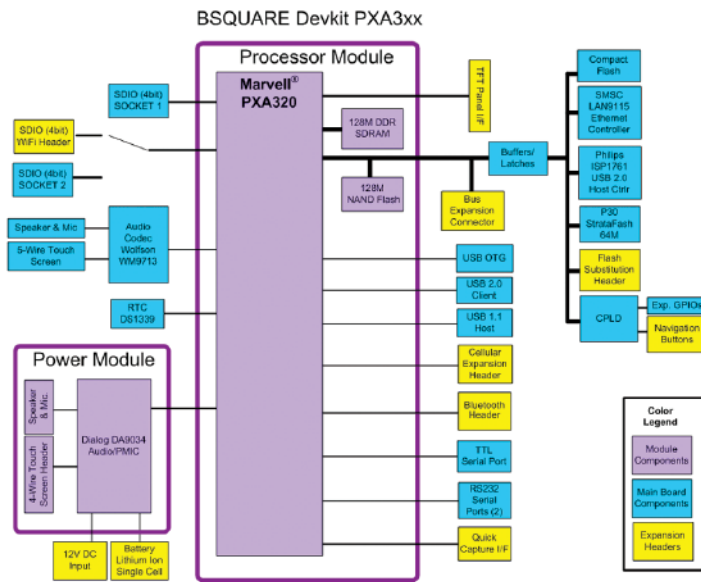 BSQUARE Devkit PXA3xx
Processor Module
Marvell®
PXA320
128M DDR
SDRAM
128M
NAND Flash
SDIO (4bit)
SOCKET 1
SDIO (4bit)
WiFi Header
SDIO (4bit)
SOCKET 2
Speaker & Mic
5-Wire Touch
Screen
Audio
Codec
Wolfson
WM9713
RTC
DS1339
Power Module
Speaker
& Mic.
4-Wire Touch
Screen Header
Dialog DA9034
Audio/PMIC
12V DC
Input
Battery
Lithium Ion
Single Cell
TFT
Panel I/F
Buffers/
Latches
Bus
Expansion
Connector
USB OTG
USB 2.0
Client
USB 1.1
Host
Cellular
Expansion
Header
Bluetooth
Header
TTL
Serial Port
RS232
Serial
Ports (2)
Quick
Capture I/F
Compact
Flash
SMSC
LAN9115
Ethernet
Controller
Philips
ISP1761
USB 2.0
Host Ctrlr
P30
StrataFash
64M
Flash
Substitution
Header
CPLD
Exp. GPIOs
Navigation
Buttons
Color
Legend
Module
Components
Main Board
Components
Expansion
Headers